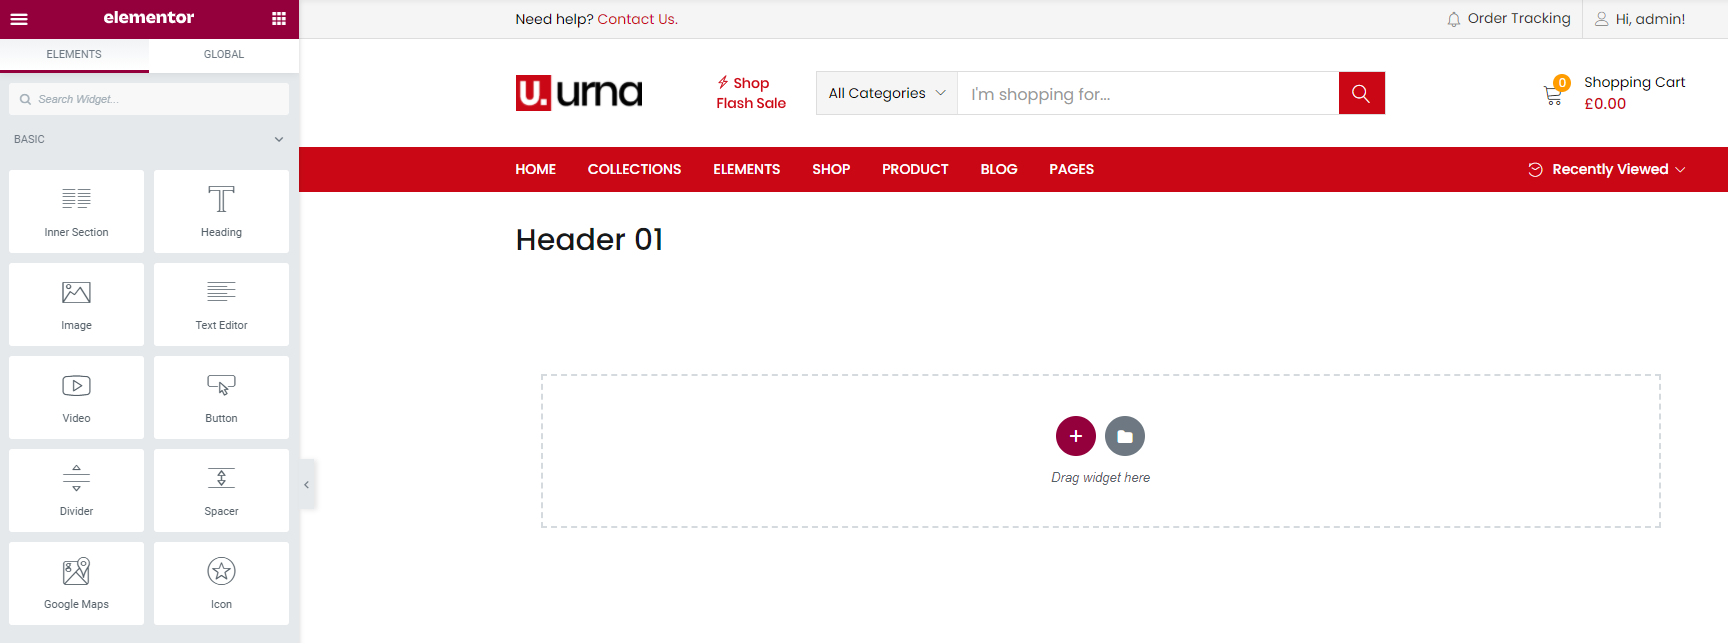 elementor
ELEMENTS
GLOBAL
Search Widget...
BASIC
Inner Section
Heading
Image
Text Editor
Video
Button
Divider
Spacer
Google Maps
Icon
Need help? Contact Us.
Order Tracking
Hi, admin!
u. urna
Shop
Flash Sale
All Categories
I'm shopping for...
0
Shopping Cart
£0.00
HOME
COLLECTIONS
ELEMENTS
SHOP
PRODUCT
BLOG
PAGES
Recently Viewed
Header 01
Drag widget here